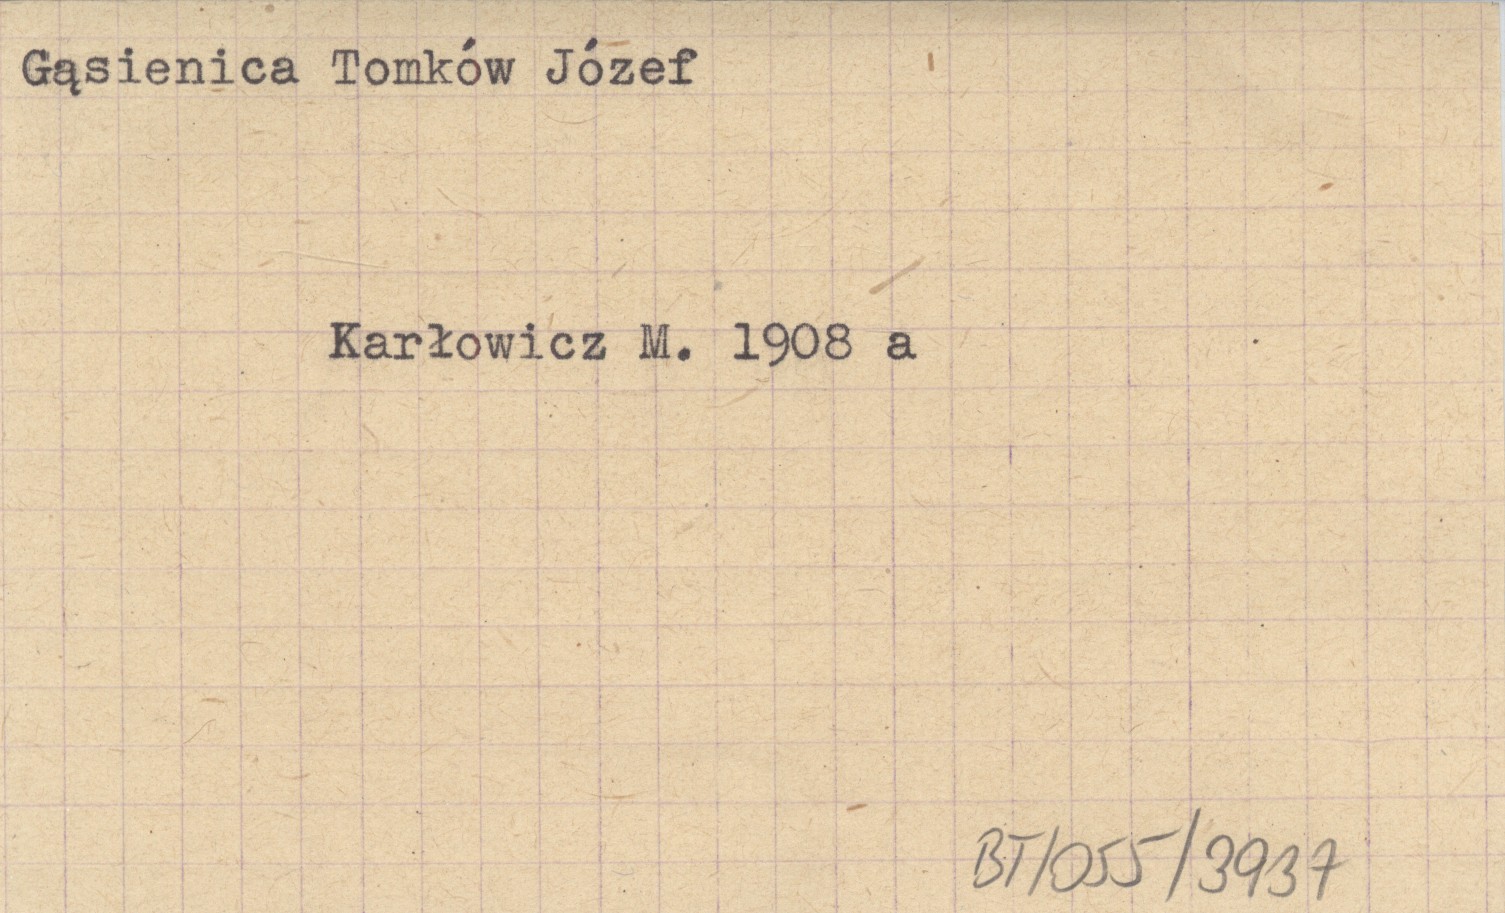 Gąsienica Tomków Józef
Karłowicz M. 1908 a
BT/055/3937